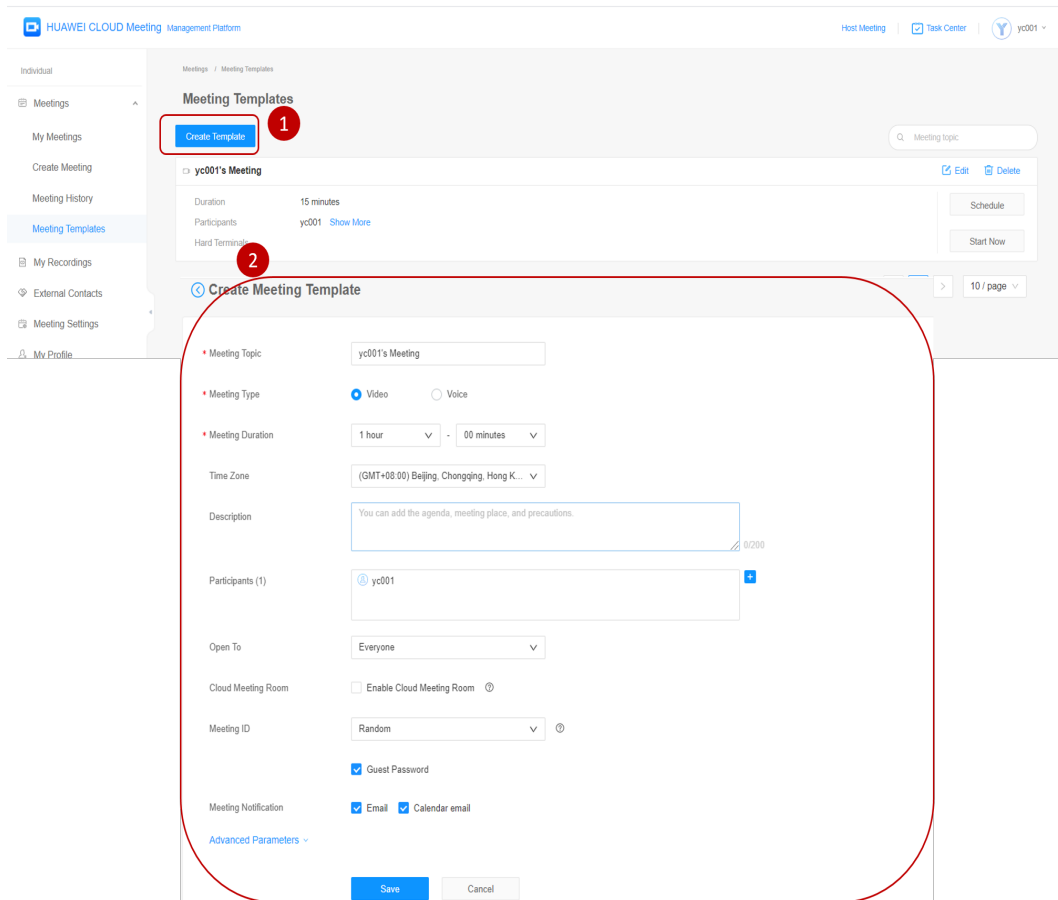 HUAWEI CLOUD Meeting Management Platform
Host Meeting
Task Center
yc001
Individual
Meetings
My Meetings
Create Meeting
Meeting History
Meeting Templates
My Recordings
External Contacts
Meeting Settings
My Profile
Meetings / Meeting Templates
Meeting Templates
1
Create Template
Meeting topic
yc001's Meeting
Edit
Delete
Duration 15 minutes
Participants yc001 Show More
Hard Terminals
Schedule
Start Now
2
10 / page
Create Meeting Template
* Meeting Topic yc001's Meeting
* Meeting Type Video Voice
* Meeting Duration 1 hour - 00 minutes
Time Zone (GMT+08:00) Beijing, Chongqing, Hong K...
Description You can add the agenda, meeting place, and precautions.
0/200
Participants (1) yc001
Open To Everyone
Cloud Meeting Room Enable Cloud Meeting Room
Meeting ID Random
Guest Password
Meeting Notification Email Calendar email
Advanced Parameters
Save Cancel